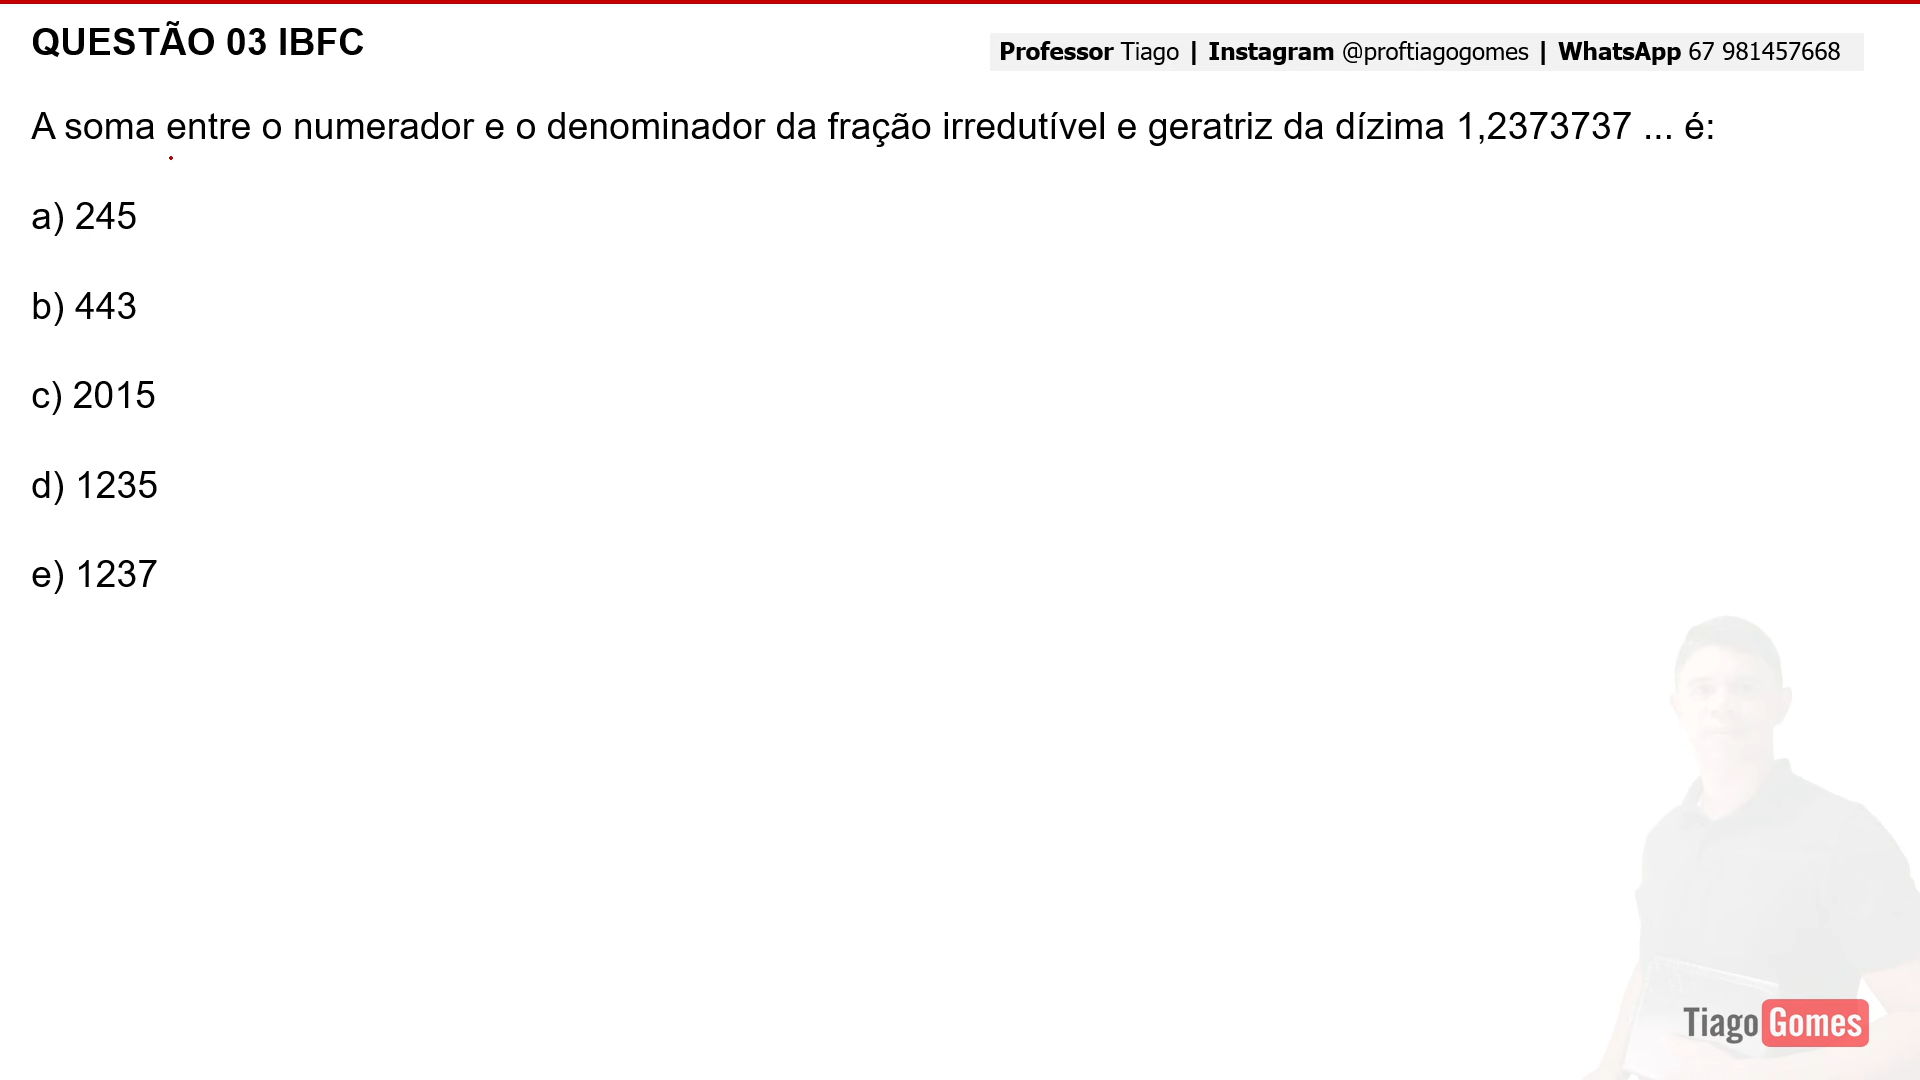 QUESTÃO 03 IBFC
Professor Tiago | Instagram @proftiagogomes | WhatsApp 67 981457668
A soma entre o numerador e o denominador da fração irredutível e geratriz da dízima 1,2373737 ... é:
a) 245
b) 443
c) 2015
d) 1235
e) 1237
Tiago Gomes